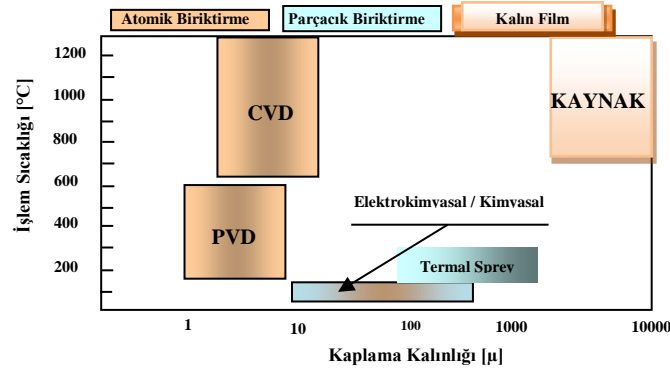 Atomik Biriktirme
Parçacık Biriktirme
Kalın Film
İşlem Sıcaklığı [°C]
1200
1000
800
600
400
200
CVD
PVD
KAYNAK
Elektrokimyasal / Kimyasal
Termal Sprey
1
10
100
1000
10000
Kaplama Kalınlığı [µ]